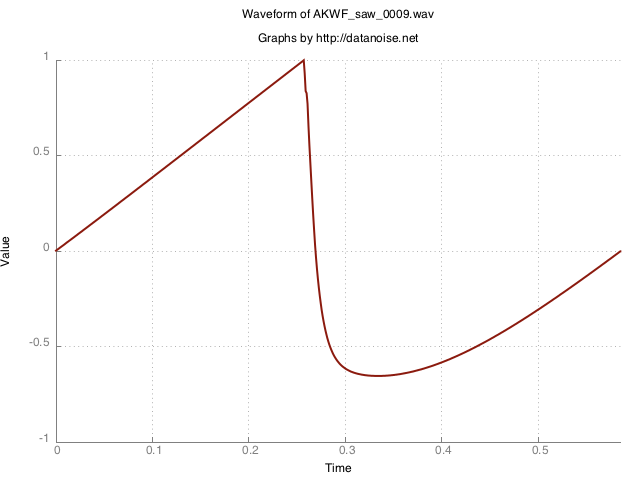 Waveform of AKWF_saw_0009.wav
Graphs by http://datanoise.net
1
0.5
0
-0.5
-1
Value
0 0.1 0.2 0.3 0.4 0.5
Time